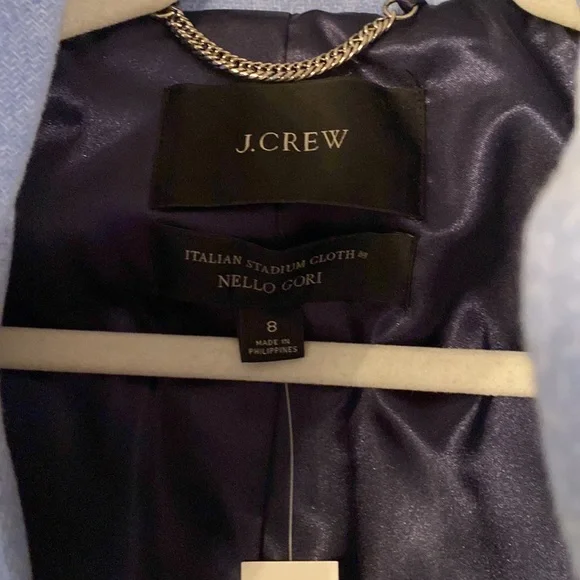 J.CREW
ITALIAN STADIUM CLOTH BY
NELLO GORI
8
MADE IN
PHILIPPINES